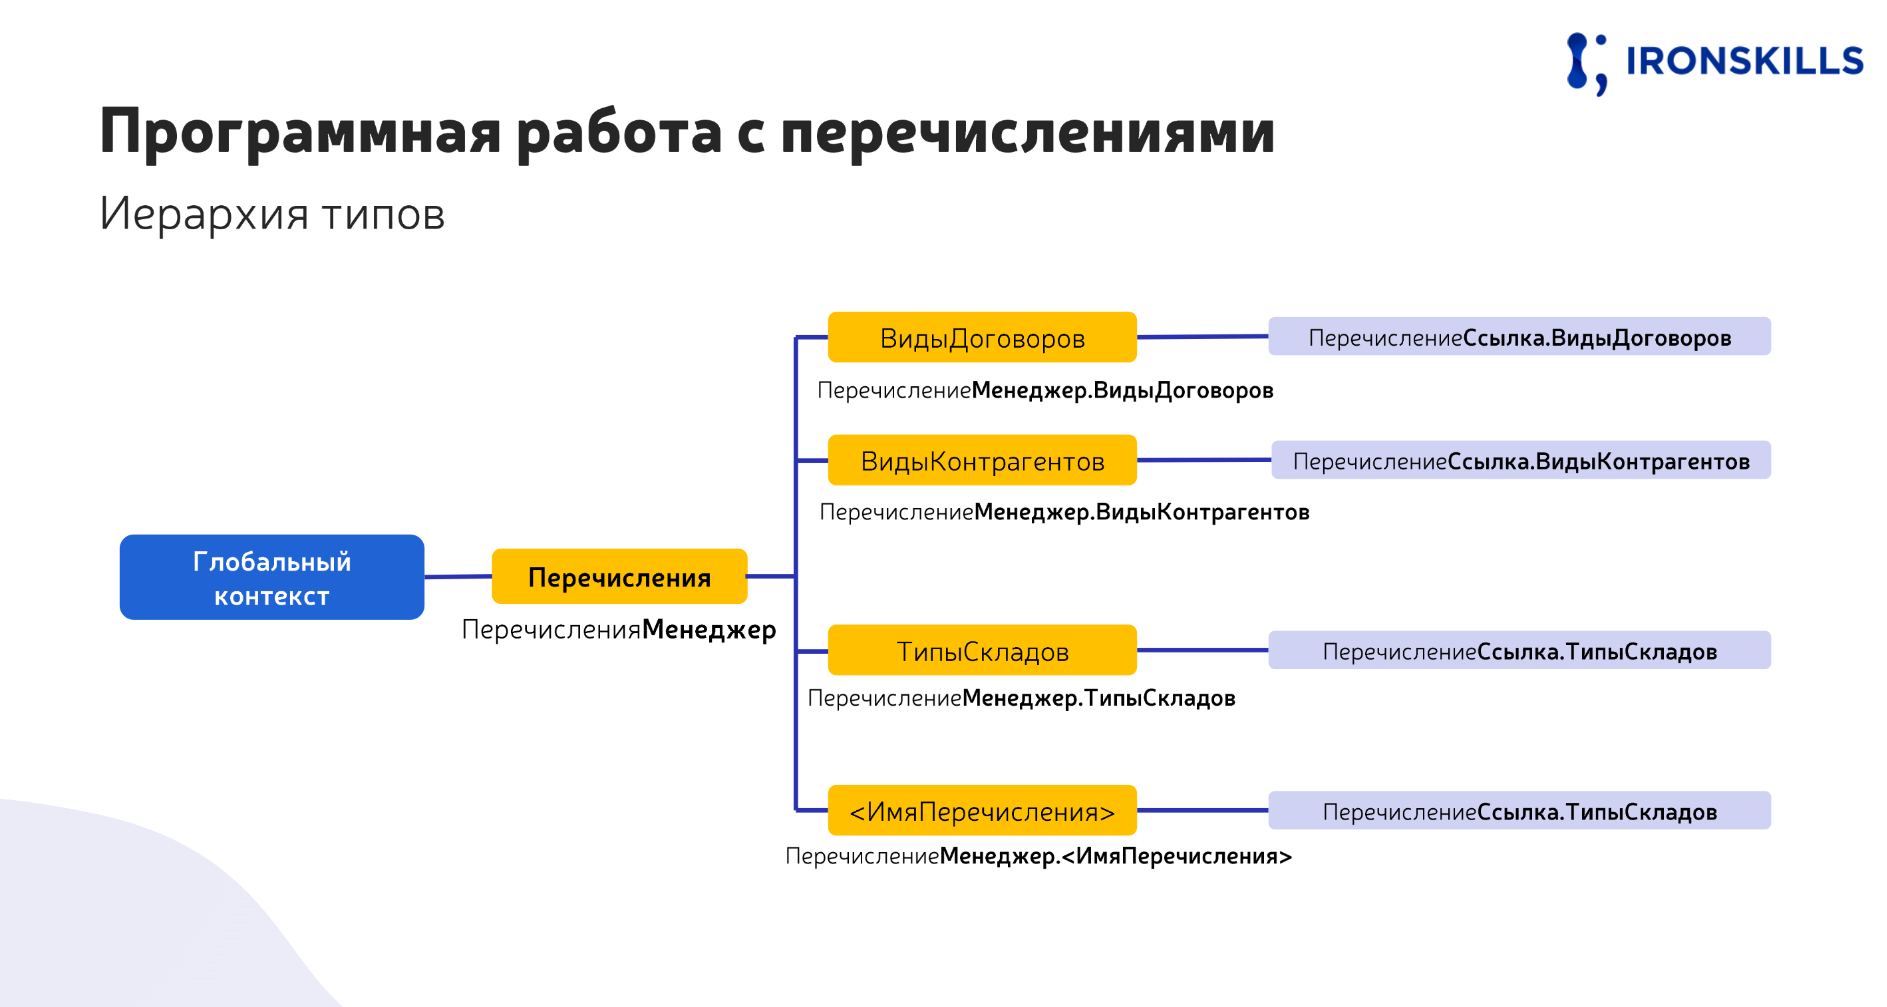 IRONSKILLS
Программная работа с перечислениями
Иерархия типов
ВидыДоговоров
ПеречислениеСсылка.ВидыДоговоров
ПеречислениеМенеджер.ВидыДоговоров
ВидыКонтрагентов
ПеречислениеСсылка.ВидыКонтрагентов
ПеречислениеМенеджер.ВидыКонтрагентов
Глобальный
контекст
Перечисления
ПеречисленияМенеджер
ТипыСкладов
ПеречислениеСсылка.ТипыСкладов
ПеречислениеМенеджер.ТипыСкладов
<ИмяПеречисления>
ПеречислениеСсылка.ТипыСкладов
ПеречислениеМенеджер.<ИмяПеречисления>